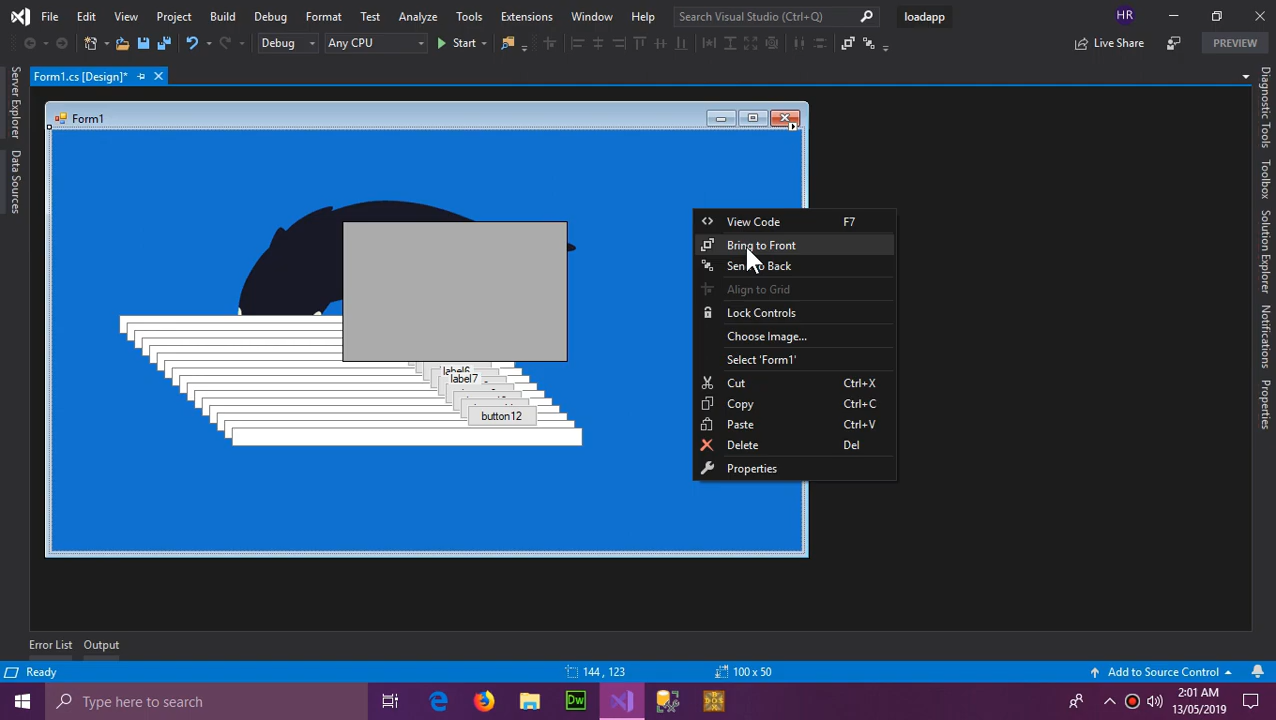 File Edit View Project Build Debug Format Test Analyze Tools Extensions Window Help Search Visual Studio (Ctrl+Q) loadapp HR
Debug Any CPU Start Live Share PREVIEW
Form1.cs [Design]*
Server Explorer
Data Sources
Diagnostic Tools
Toolbox
Solution Explorer
Properties
Form1
View Code F7
Bring to Front
Send to Back
Align to Grid
Lock Controls
Choose Image...
Select 'Form1'
Cut Ctrl+X
Copy Ctrl+C
Paste Ctrl+V
Delete Del
Properties
label6
label7
button12
Error List Output
Ready 144 , 123 100 x 50 Add to Source Control
Type here to search
Dw
2:01 AM
13/05/2019